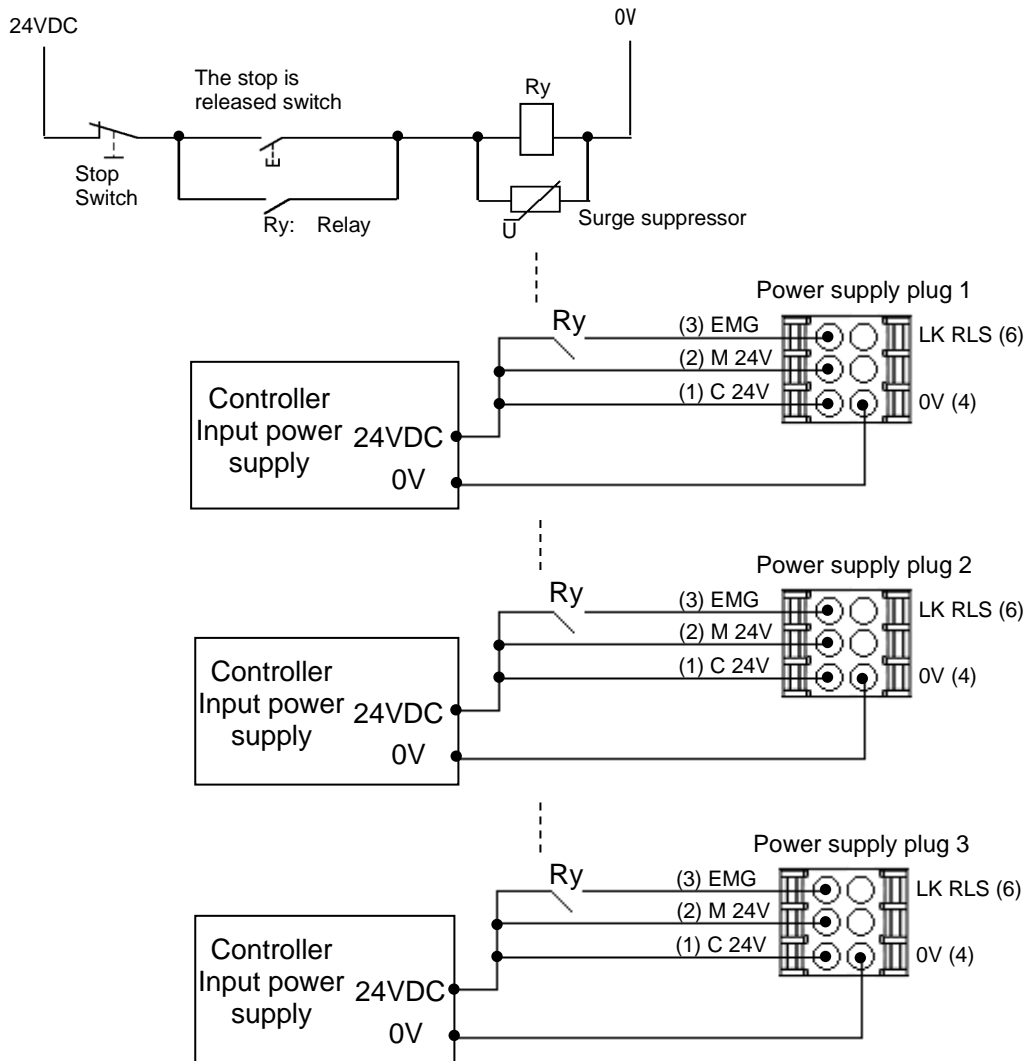 24VDC
0V
The stop is
released switch
Ry
Stop
Switch
Ry: Relay
U
Surge suppressor
Power supply plug 1
Ry
(3) EMG
LK RLS (6)
(2) M 24V
(1) C 24V
0V (4)
Controller
Input power
supply
24VDC
0V
Power supply plug 2
Ry
(3) EMG
LK RLS (6)
(2) M 24V
(1) C 24V
0V (4)
Controller
Input power
supply
24VDC
0V
Power supply plug 3
Ry
(3) EMG
LK RLS (6)
(2) M 24V
(1) C 24V
0V (4)
Controller
Input power
supply
24VDC
0V